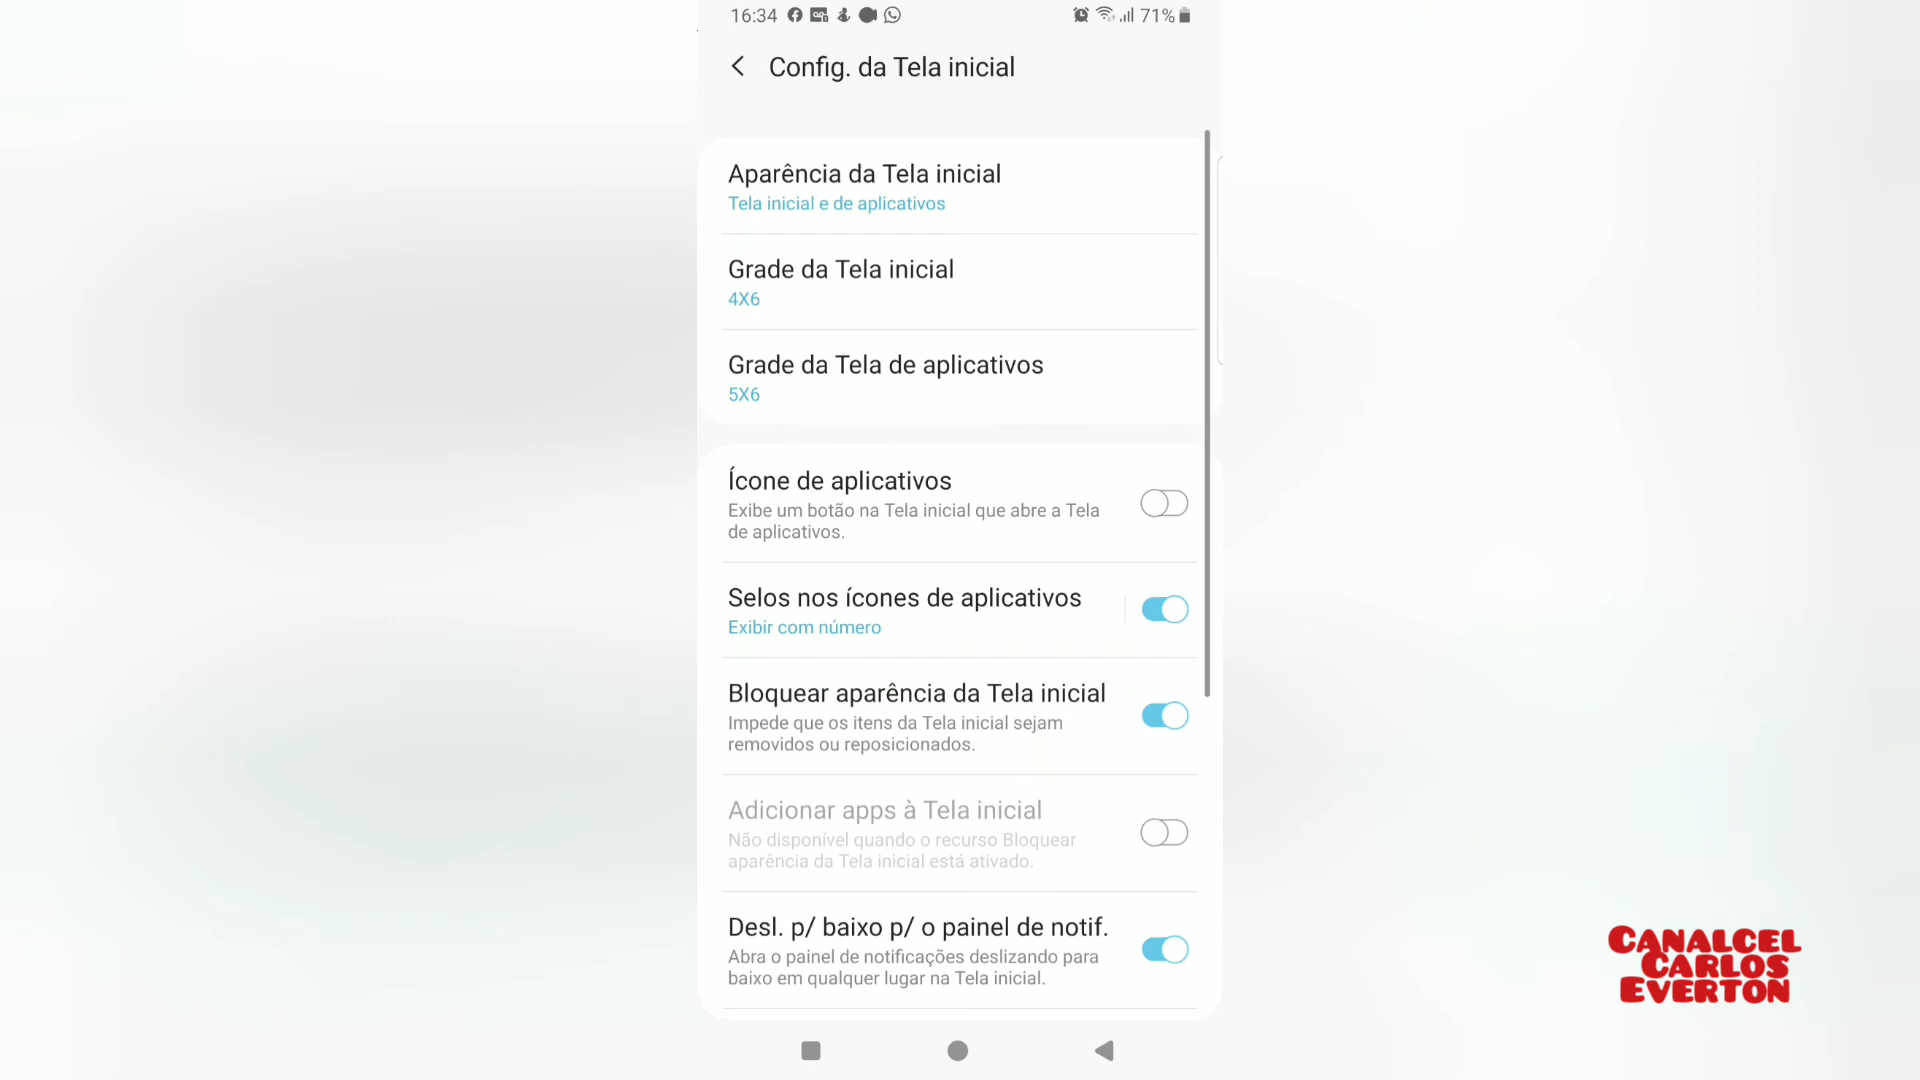 16:34
71%
Config. da Tela inicial
Aparência da Tela inicial
Tela inicial e de aplicativos
Grade da Tela inicial
4X6
Grade da Tela de aplicativos
5X6
Ícone de aplicativos
Exibe um botão na Tela inicial que abre a Tela
de aplicativos.
Selos nos ícones de aplicativos
Exibir com número
Bloquear aparência da Tela inicial
Impede que os itens da Tela inicial sejam
removidos ou reposicionados.
Adicionar apps à Tela inicial
Não disponível quando o recurso Bloquear
aparência da Tela inicial está ativado.
Desl. p/ baixo p/ o painel de notif.
Abra o painel de notificações deslizando para
baixo em qualquer lugar na Tela inicial.
CANALCEL
CARLOS
EVERTON